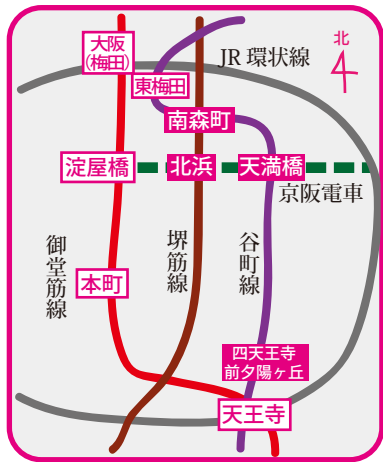 大阪
(梅田)
東梅田
JR 環状線
北
南森町
淀屋橋
北浜
天満橋
京阪電車
御堂筋線
堺筋線
谷町線
本町
四天王寺
前夕陽ヶ丘
天王寺